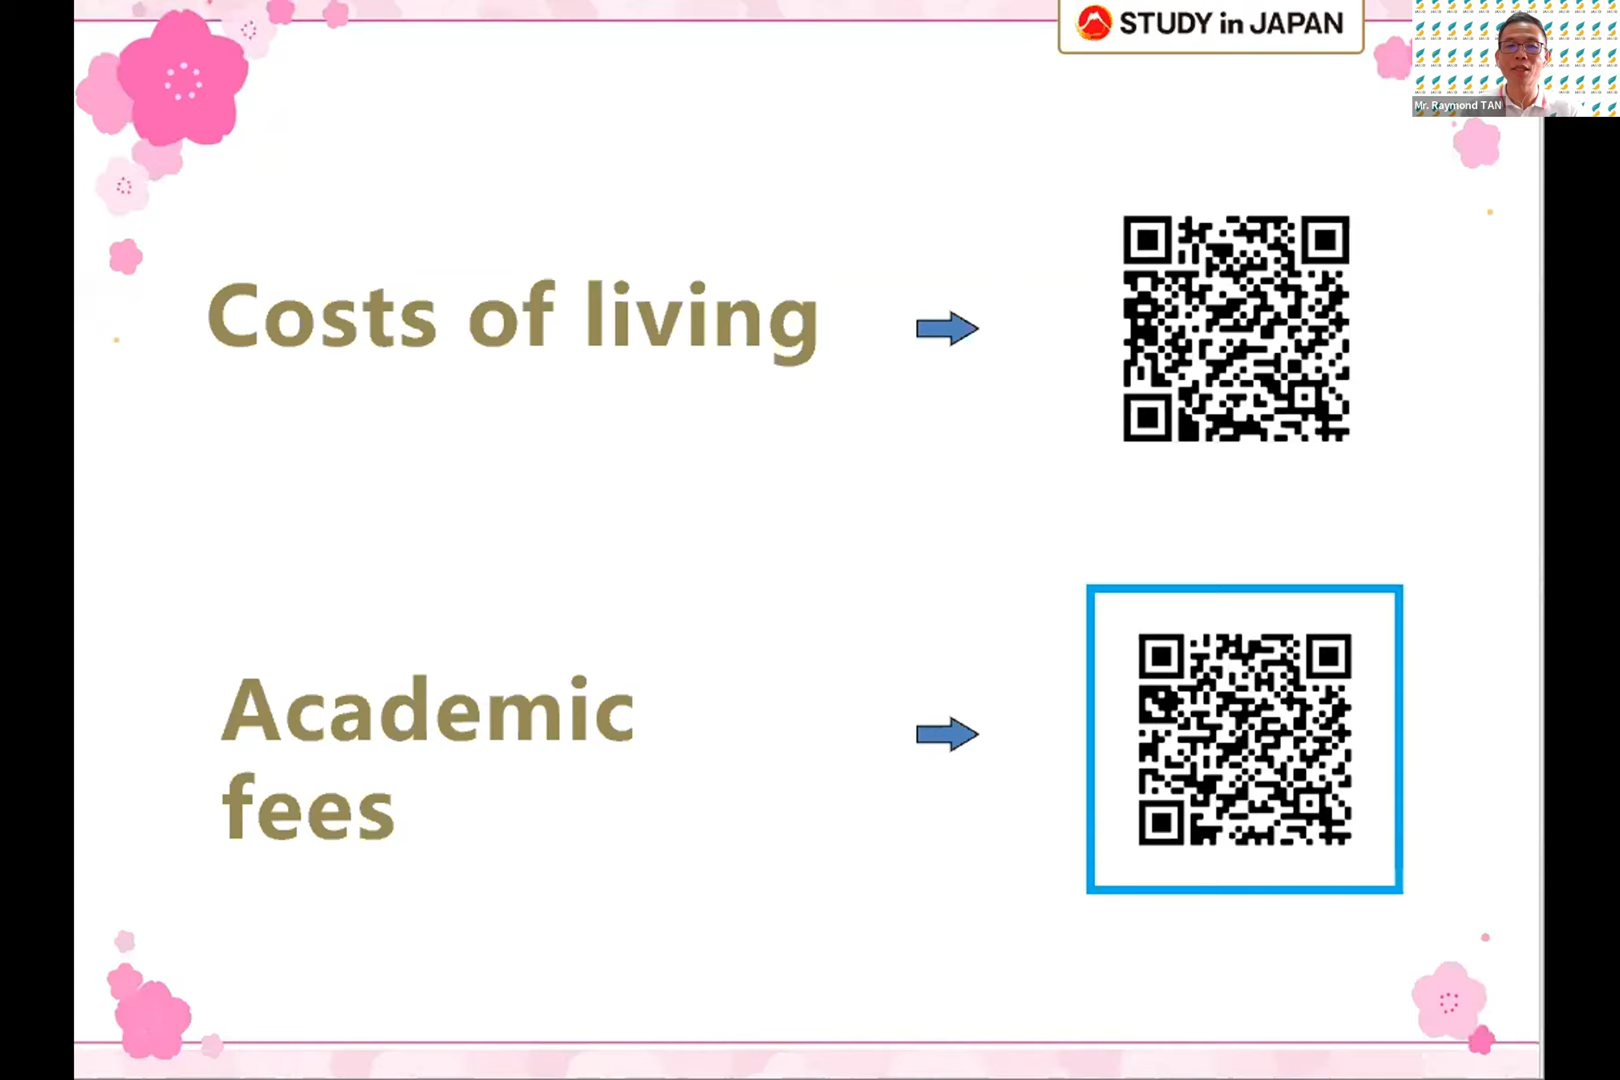 STUDY in JAPAN
Mr. Raymond TAN
Costs of living
Academic
fees